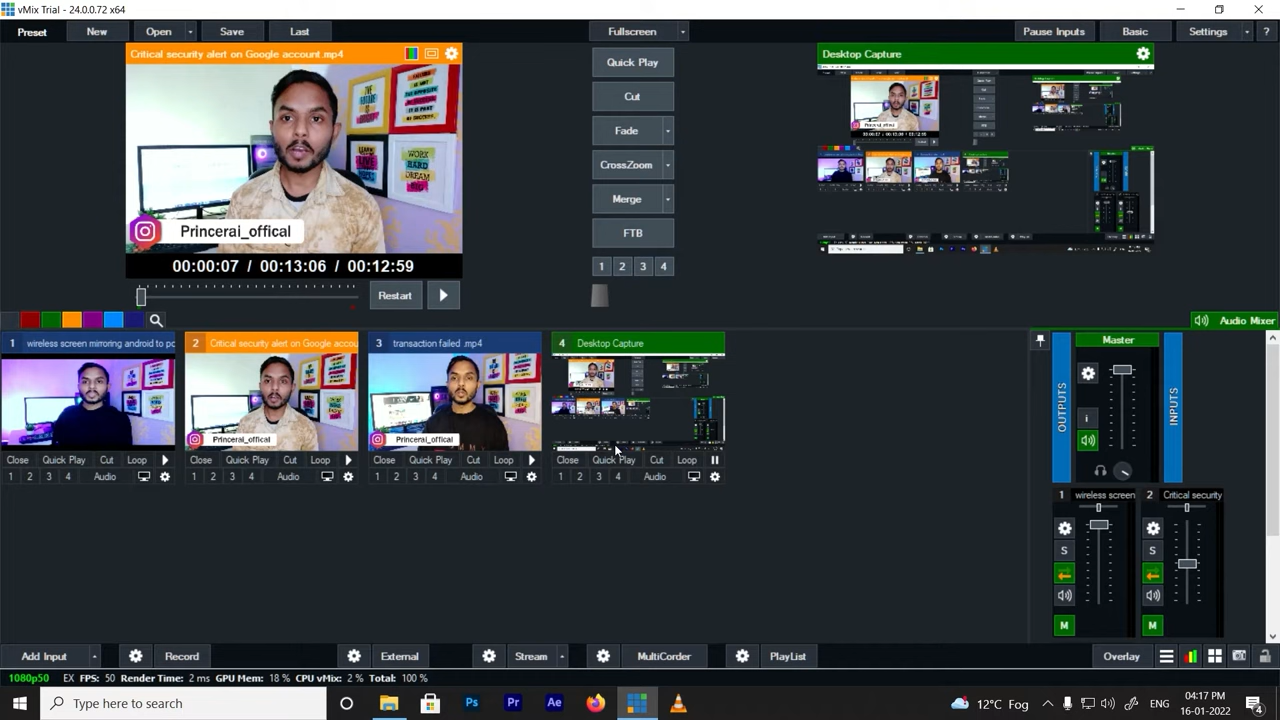 vMix Trial - 24.0.0.72 x64
Preset New Open Save Last Fullscreen Pause Inputs Basic Settings ?
Critical security alert on Google account.mp4
WORK
HARD
DREAM
BIG
Princerai_offical
00:00:07 / 00:13:06 / 00:12:59
Restart
Quick Play
Cut
Fade
CrossZoom
Merge
FTB
1 2 3 4
Desktop Capture
Audio Mixer
1 wireless screen mirroring android to pc
2 Critical security alert on Google accou
3 transaction failed .mp4
4 Desktop Capture
Princerai_offical
Princerai_offical
Close Quick Play Cut Loop
1 2 3 4 Audio
Close Quick Play Cut Loop
1 2 3 4 Audio
Close Quick Play Cut Loop
1 2 3 4 Audio
Close Quick Play Cut Loop
1 2 3 4 Audio
OUTPUTS
Master
i
INPUTS
1 wireless screen
S
M
2 Critical security
S
M
Add Input Record External Stream MultiCorder PlayList Overlay
1080p50 EX FPS: 50 Render Time: 2 ms GPU Mem: 18 % CPU vMix: 2 % Total: 100 %
Type here to search
Ps
Pr
Ae
12°C Fog
ENG
04:17 PM
16-01-2022
4